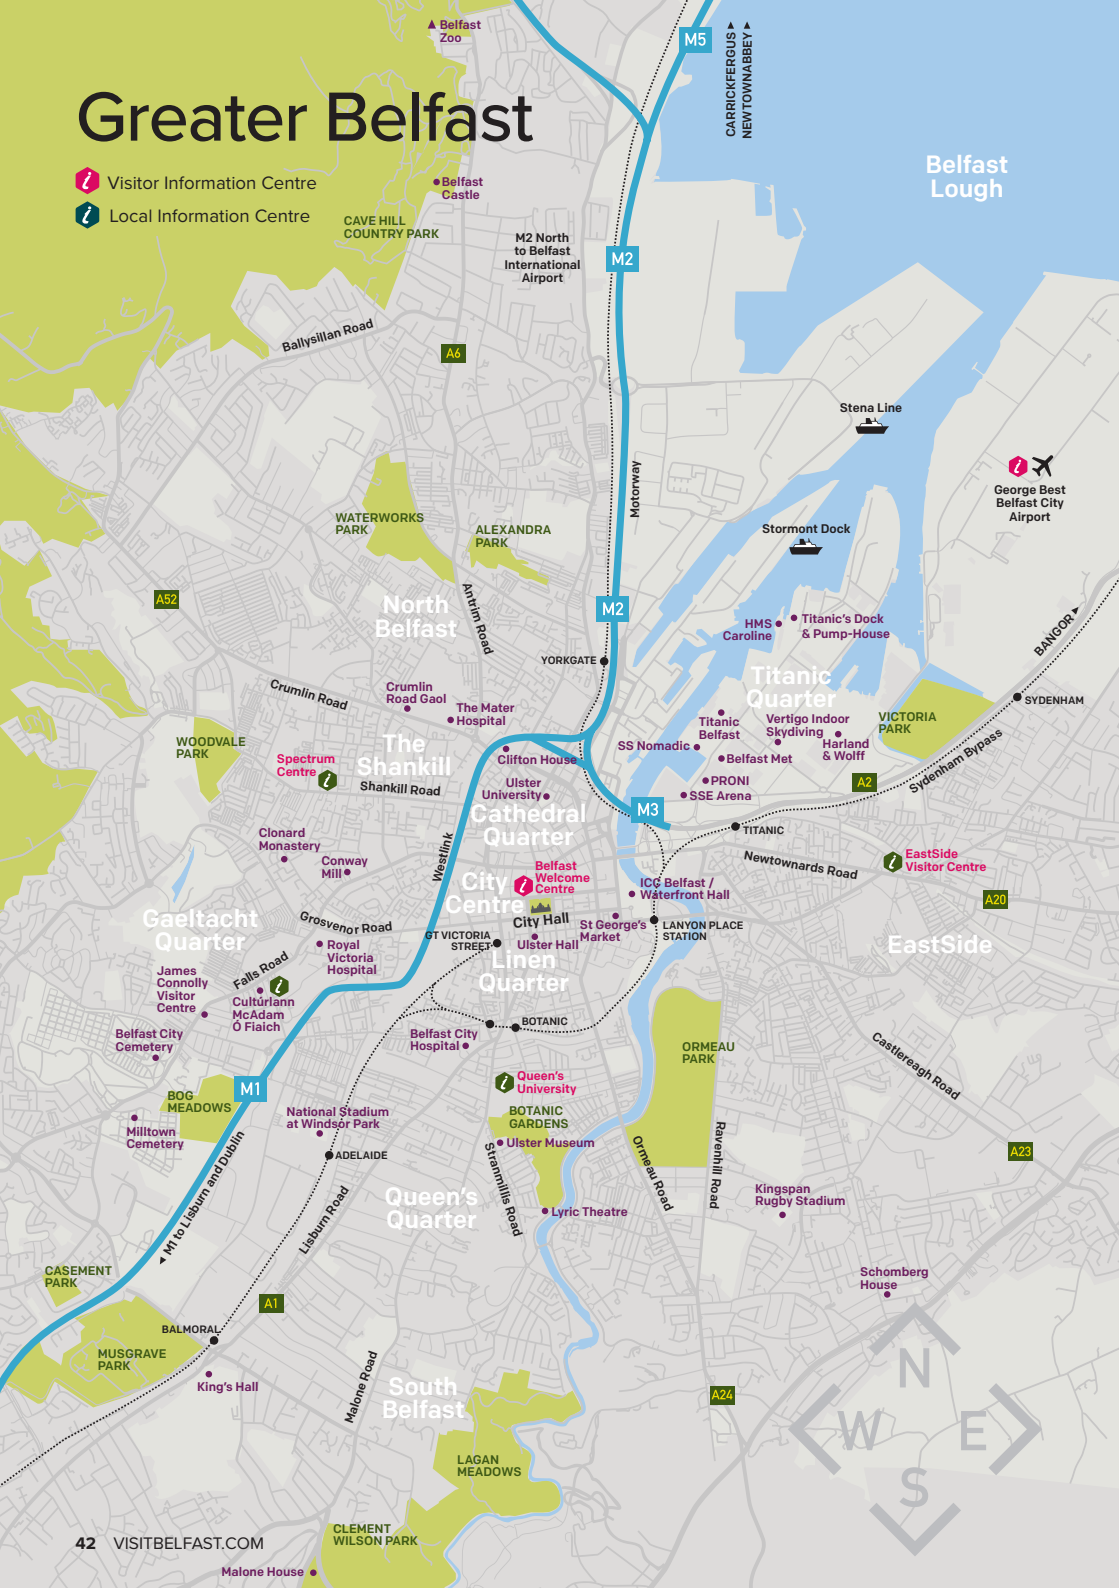 Belfast
Zoo
M5
CARRICKFERGUS
NEWTOWNABBEY
Greater Belfast
Visitor Information Centre
Local Information Centre
Belfast
Lough
Belfast
Castle
CAVE HILL
COUNTRY PARK
M2 North
to Belfast
International
Airport
M2
Ballysillan Road
A6
Stena Line
Motorway
George Best
Belfast City
Airport
WATERWORKS
PARK
ALEXANDRA
PARK
Stormont Dock
A52
North
Belfast
Antrim Road
M2
HMS
Caroline
Titanic's Dock
& Pump-House
BANGOR
YORKGATE
Titanic
Quarter
Crumlin Road
Crumlin
Road Gaol
The Mater
Hospital
SYDENHAM
VICTORIA
PARK
Titanic
Belfast
Vertigo Indoor
Skydiving
Harland
& Wolff
WOODVALE
PARK
The
Shankill
SS Nomadic
Belfast Met
Sydenham Bypass
Clifton House
Spectrum
Centre
Shankill Road
Ulster
University
PRONI
SSE Arena
A2
Cathedral
Quarter
M3
TITANIC
Clonard
Monastery
Conway
Mill
Westlink
Newtownards Road
EastSide
Visitor Centre
Belfast
Welcome
Centre
City
Centre
ICC Belfast /
Waterfront Hall
A20
Gaeltacht
Quarter
Grosvenor Road
City Hall
St George's
Market
LANYON PLACE
STATION
GT VICTORIA
STREET
Ulster Hall
EastSide
Royal
Victoria
Hospital
Linen
Quarter
Falls Road
James
Connolly
Visitor
Centre
Cultúrlann
McAdam
Ó Fiaich
BOTANIC
Belfast City
Cemetery
Belfast City
Hospital
ORMEAU
PARK
Castlereagh Road
Queen's
University
M1
BOG
MEADOWS
National Stadium
at Windsor Park
BOTANIC
GARDENS
Milltown
Cemetery
Ulster Museum
ADELAIDE
M1 to Lisburn and Dublin
Stranmillis Road
Ormeau Road
Ravenhill Road
A23
Queen's
Quarter
Kingspan
Rugby Stadium
Lyric Theatre
Lisburn Road
CASEMENT
PARK
Schomberg
House
A1
BALMORAL
MUSGRAVE
PARK
N
King's Hall
Malone Road
South
Belfast
A24
W
E
LAGAN
MEADOWS
S
CLEMENT
WILSON PARK
42 VISITBELFAST.COM
Malone House